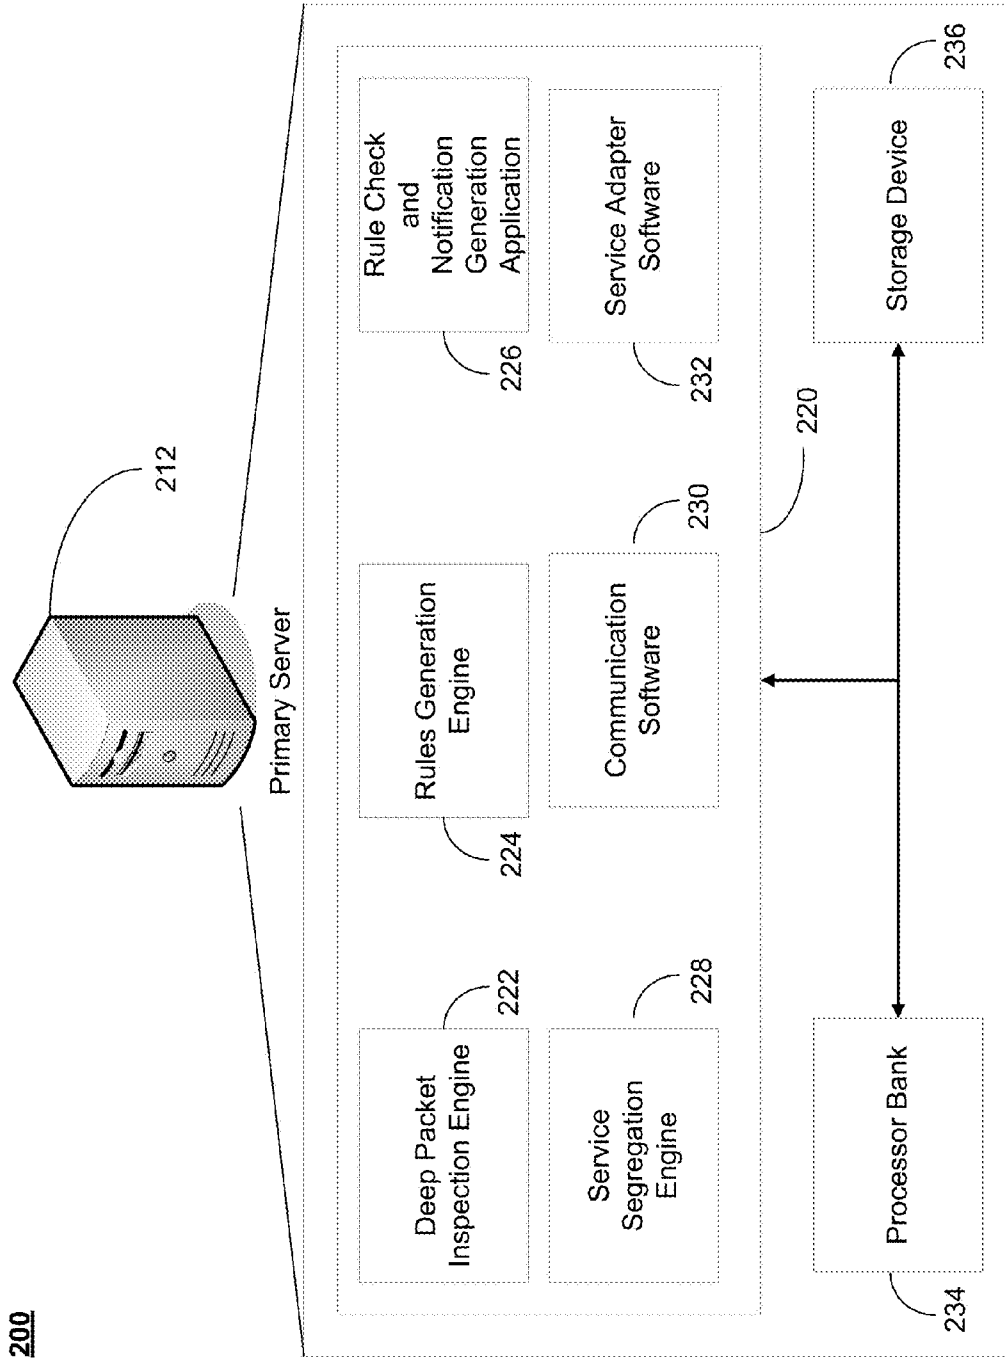 200
212
Primary Server
Deep Packet
Inspection Engine
222
Rules Generation
Engine
224
Rule Check
and
Notification
Generation
Application
226
Service
Segregation
Engine
228
Communication
Software
230
Service Adapter
Software
232
220
Processor Bank
234
Storage Device
236